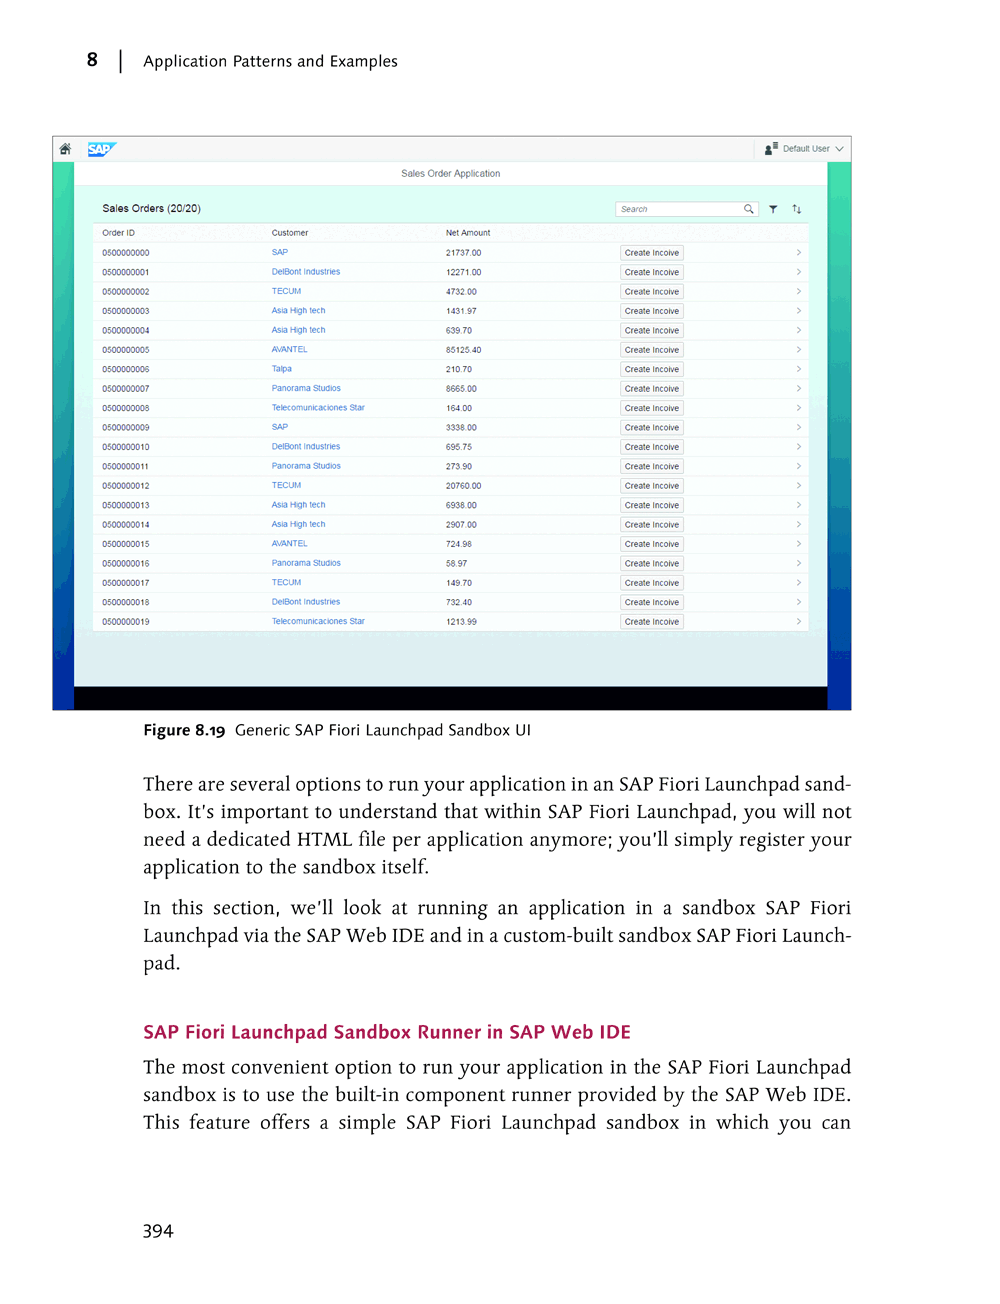 8 Application Patterns and Examples
SAP Default User
Sales Order Application
Sales Orders (20/20) Search
Order ID Customer Net Amount
0500000000 SAP 21737.00 Create Incoive
0500000001 DelBont Industries 12271.00 Create Incoive
0500000002 TECUM 4732.00 Create Incoive
0500000003 Asia High tech 1431.97 Create Incoive
0500000004 Asia High tech 639.70 Create Incoive
0500000005 AVANTEL 85125.40 Create Incoive
0500000006 Talpa 210.70 Create Incoive
0500000007 Panorama Studios 8665.00 Create Incoive
0500000008 Telecomunicaciones Star 164.00 Create Incoive
0500000009 SAP 3338.00 Create Incoive
0500000010 DelBont Industries 695.75 Create Incoive
0500000011 Panorama Studios 273.90 Create Incoive
0500000012 TECUM 20760.00 Create Incoive
0500000013 Asia High tech 6938.00 Create Incoive
0500000014 Asia High tech 2907.00 Create Incoive
0500000015 AVANTEL 724.98 Create Incoive
0500000016 Panorama Studios 58.97 Create Incoive
0500000017 TECUM 149.70 Create Incoive
0500000018 DelBont Industries 732.40 Create Incoive
0500000019 Telecomunicaciones Star 1213.99 Create Incoive
Figure 8.19 Generic SAP Fiori Launchpad Sandbox UI
There are several options to run your application in an SAP Fiori Launchpad sand-
box. It's important to understand that within SAP Fiori Launchpad, you will not
need a dedicated HTML file per application anymore; you'll simply register your
application to the sandbox itself.
In this section, we'll look at running an application in a sandbox SAP Fiori
Launchpad via the SAP Web IDE and in a custom-built sandbox SAP Fiori Launch-
pad.
SAP Fiori Launchpad Sandbox Runner in SAP Web IDE
The most convenient option to run your application in the SAP Fiori Launchpad
sandbox is to use the built-in component runner provided by the SAP Web IDE.
This feature offers a simple SAP Fiori Launchpad sandbox in which you can
394